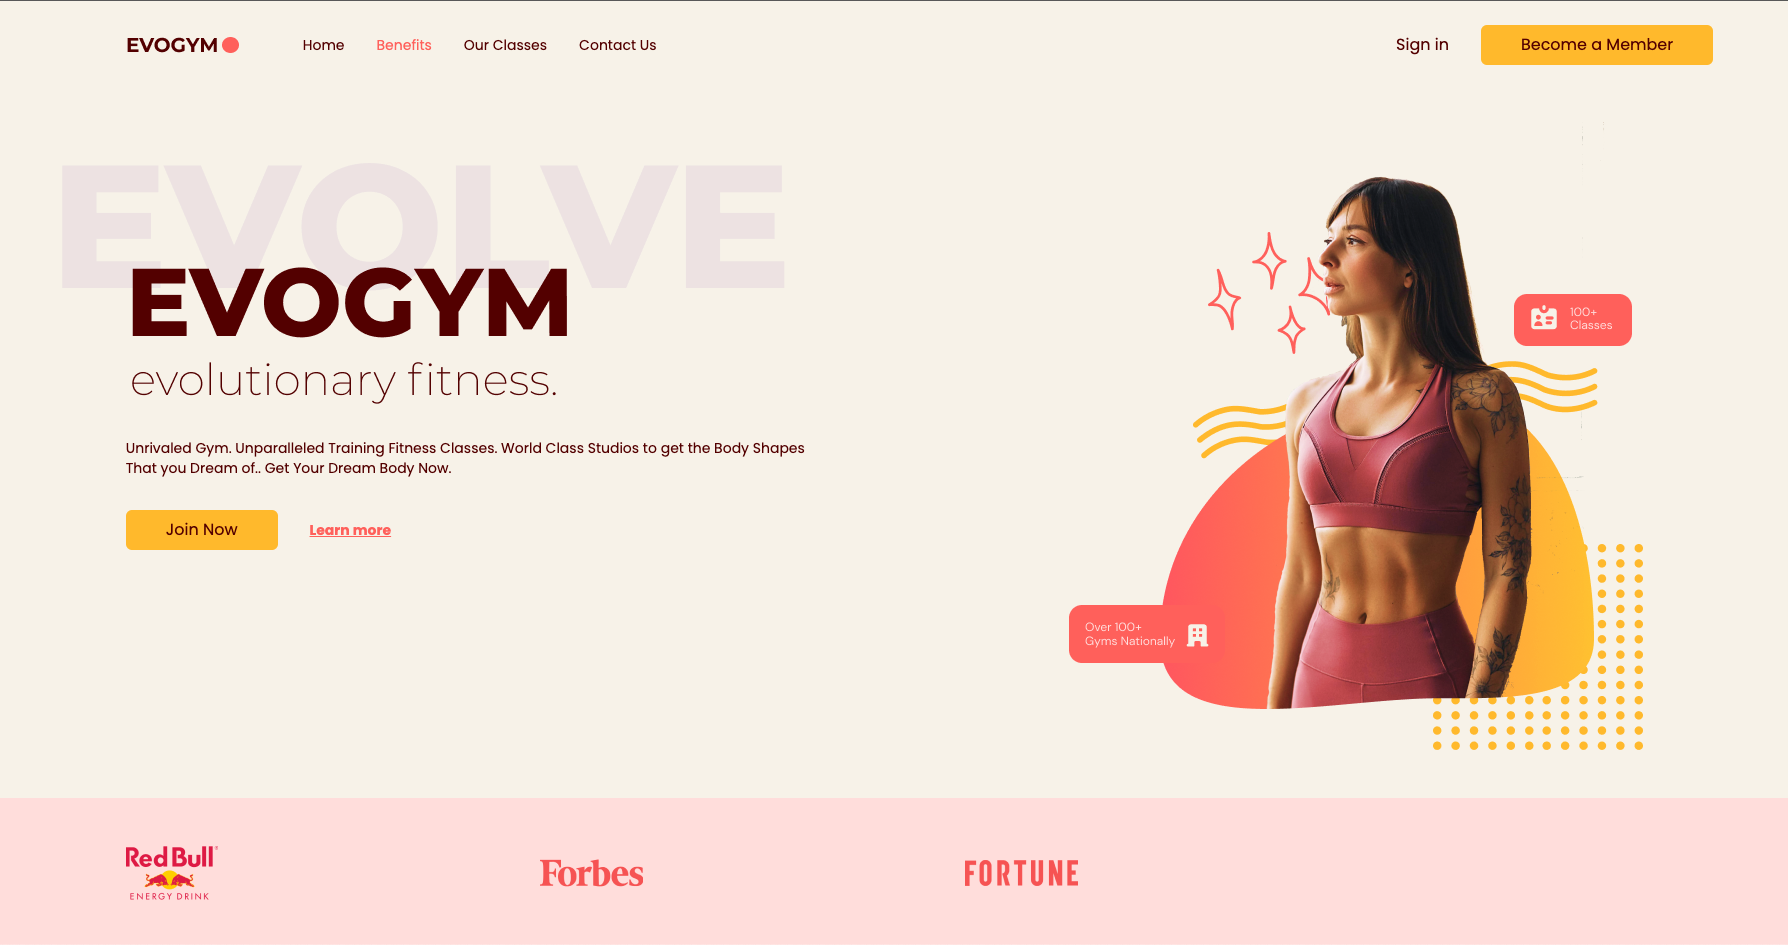 EVOGYM
Home
Benefits
Our Classes
Contact Us
Sign in
Become a Member
EVOLVE
EVOGYM
evolutionary fitness.
Unrivaled Gym. Unparalleled Training Fitness Classes. World Class Studios to get the Body Shapes
That you Dream of.. Get Your Dream Body Now.
Join Now
Learn more
100+
Classes
Over 100+
Gyms Nationally
Red Bull
ENERGY DRINK
Forbes
FORTUNE